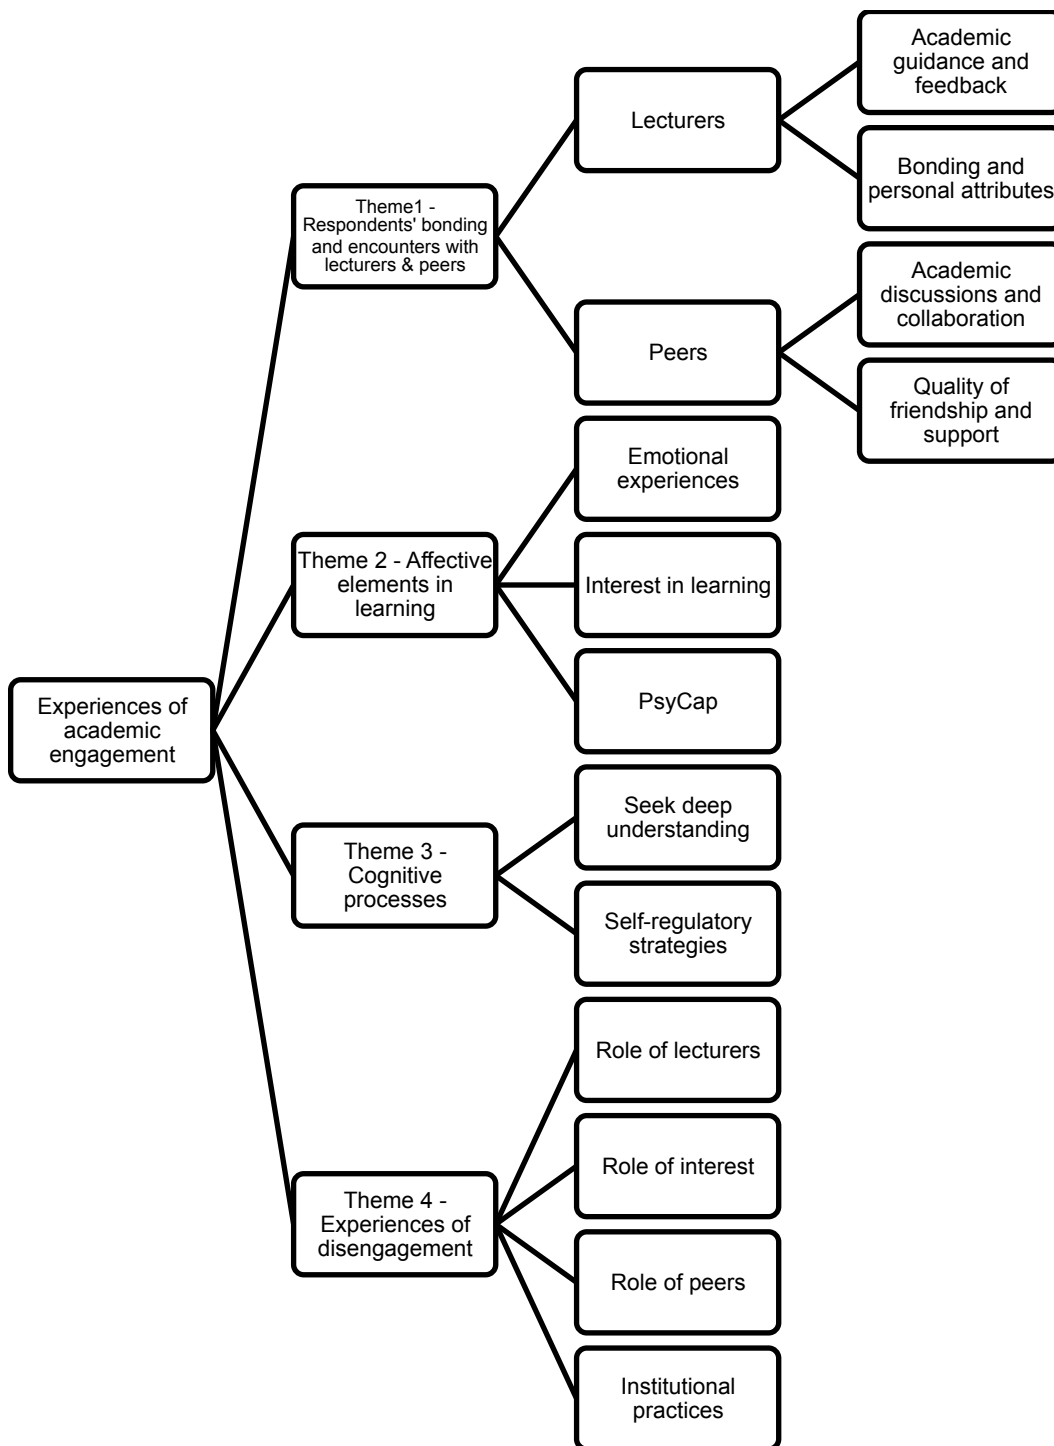 Experiences of
academic
engagement
Theme1 -
Respondents' bonding
and encounters with
lecturers & peers
Lecturers
Academic
guidance and
feedback
Bonding and
personal attributes
Peers
Academic
discussions and
collaboration
Quality of
friendship and
support
Theme 2 - Affective
elements in
learning
Emotional
experiences
Interest in learning
PsyCap
Theme 3 -
Cognitive
processes
Seek deep
understanding
Self-regulatory
strategies
Theme 4 -
Experiences of
disengagement
Role of lecturers
Role of interest
Role of peers
Institutional
practices